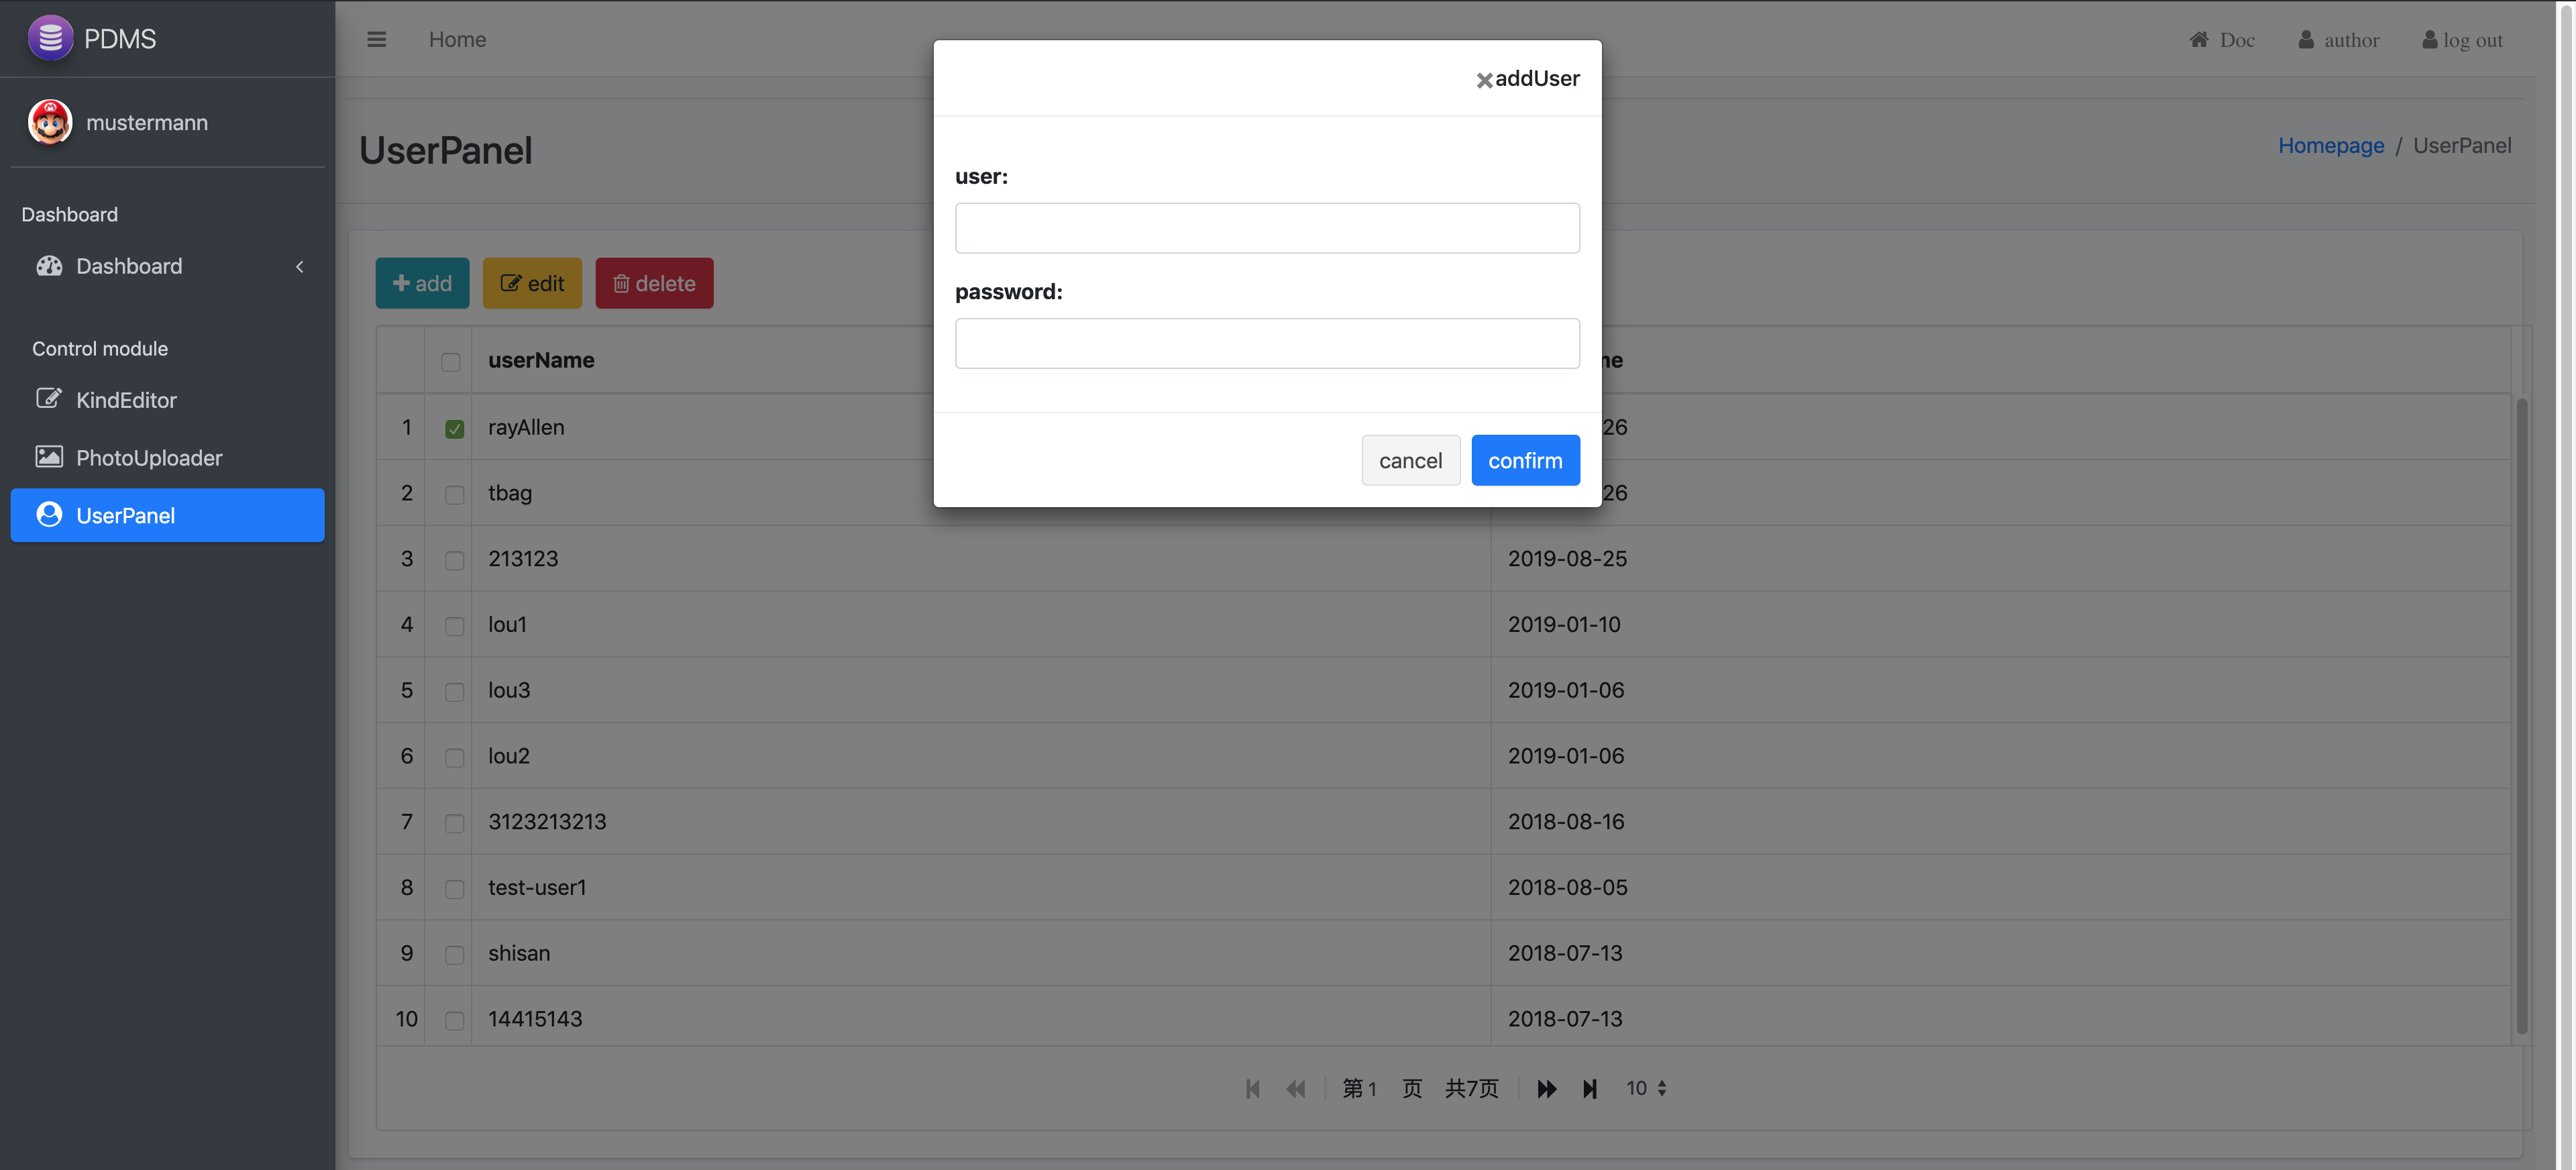 PDMS
Home
Doc
author
log out
mustermann
Dashboard
Dashboard
Control module
KindEditor
PhotoUploader
UserPanel
UserPanel
Homepage / UserPanel
add
edit
delete
addUser
user:
password:
cancel
confirm
userName
1 rayAllen 26
2 tbag 26
3 213123 2019-08-25
4 lou1 2019-01-10
5 lou3 2019-01-06
6 lou2 2019-01-06
7 3123213213 2018-08-16
8 test-user1 2018-08-05
9 shisan 2018-07-13
10 14415143 2018-07-13
第 1 页 共7页 10